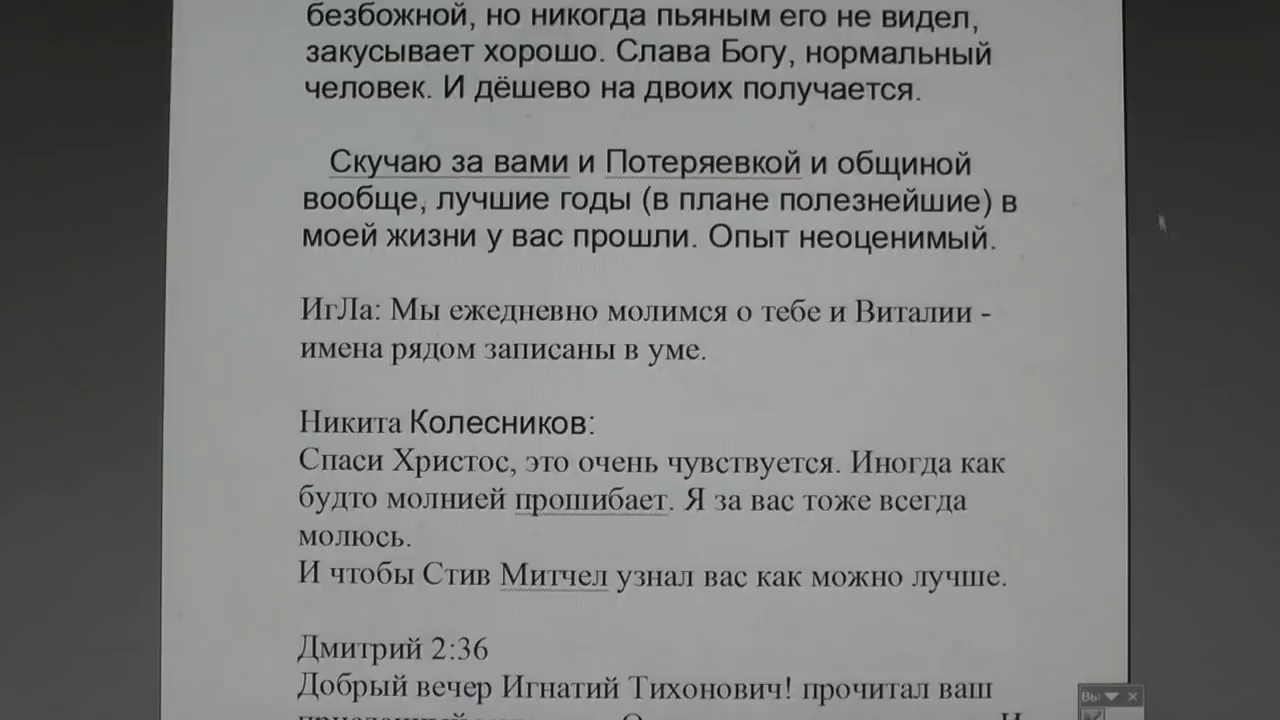 безбожной, но никогда пьяным его не видел,
закусывает хорошо. Слава Богу, нормальный
человек. И дёшево на двоих получается.
Скучаю за вами и Потеряевкой и общиной
вообще, лучшие годы (в плане полезнейшие) в
моей жизни у вас прошли. Опыт неоценимый.
ИгЛа: Мы ежедневно молимся о тебе и Виталии -
имена рядом записаны в уме.
Никита Колесников:
Спаси Христос, это очень чувствуется. Иногда как
будто молнией прошибает. Я за вас тоже всегда
молюсь.
И чтобы Стив Митчел узнал вас как можно лучше.
Дмитрий 2:36
Добрый вечер Игнатий Тихонович! прочитал ваш
Вы